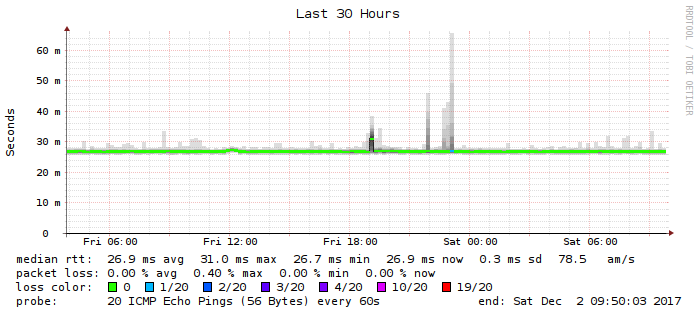 Last 30 Hours
RRDTOOL / TOBI OETIKER
Seconds
60 m
50 m
40 m
30 m
20 m
10 m
0
Fri 06:00 Fri 12:00 Fri 18:00 Sat 00:00 Sat 06:00
median rtt: 26.9 ms avg 31.0 ms max 26.7 ms min 26.9 ms now 0.3 ms sd 78.5 am/s
packet loss: 0.00 % avg 0.40 % max 0.00 % min 0.00 % now
loss color: 0 1/20 2/20 3/20 4/20 10/20 19/20
probe: 20 ICMP Echo Pings (56 Bytes) every 60s end: Sat Dec 2 09:50:03 2017